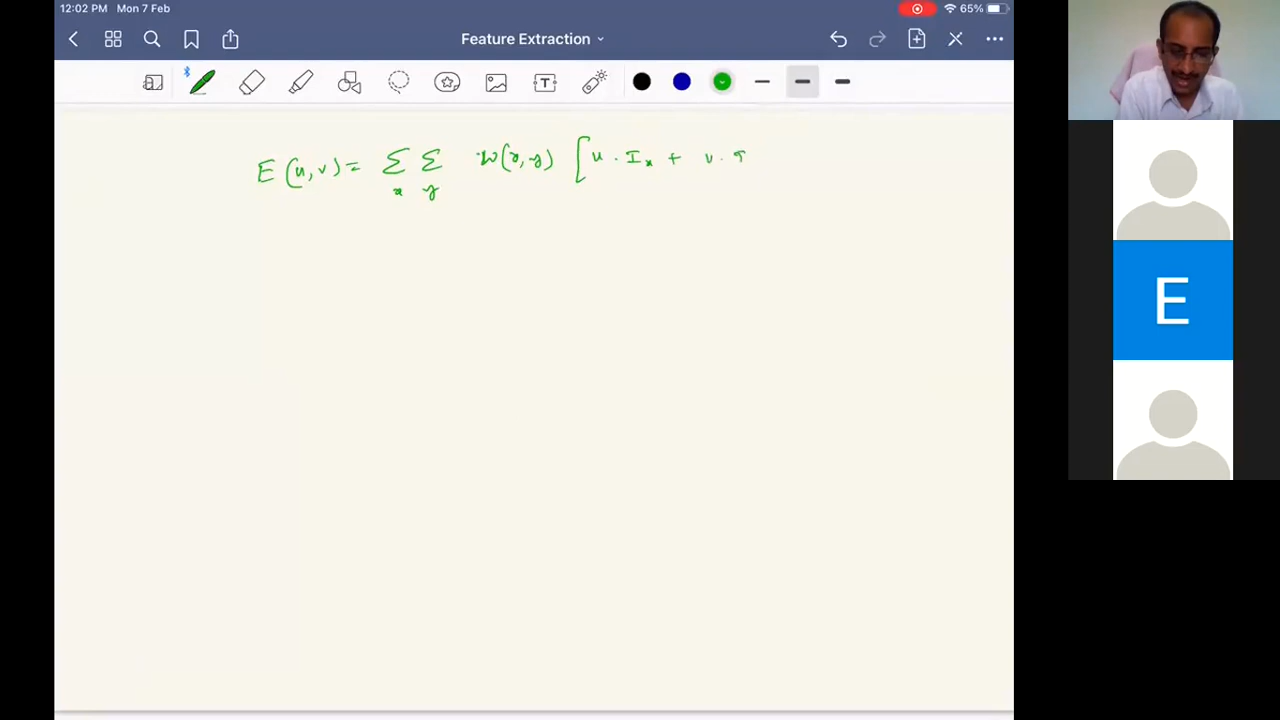 12:02 PM Mon 7 Feb
65%
Feature Extraction
T
E (u,v) = Σ Σ w(x,y) [u · Iₓ + v ·
x y
E